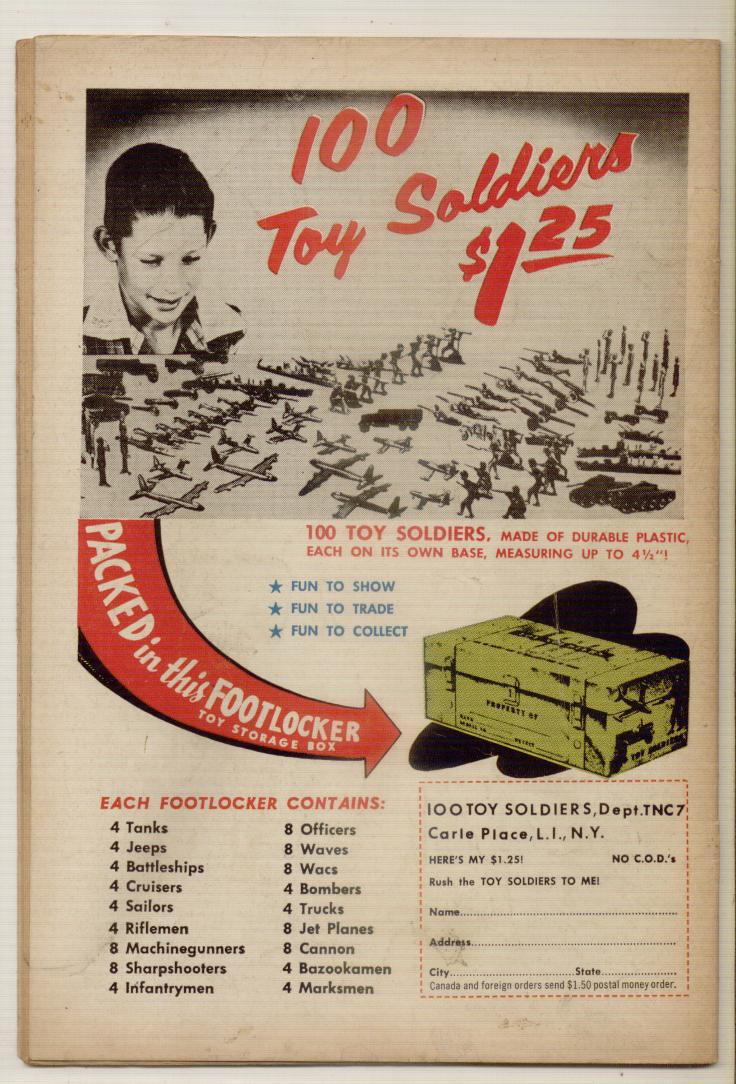 100
Toy Soldiers
$1.25
100 TOY SOLDIERS, MADE OF DURABLE PLASTIC,
EACH ON ITS OWN BASE, MEASURING UP TO 4½"!
★ FUN TO SHOW
★ FUN TO TRADE
★ FUN TO COLLECT
PACKED in this FOOTLOCKER
TOY STORAGE BOX
PROPERTY OF
TOY SOLDIERS
EACH FOOTLOCKER CONTAINS:
4 Tanks
4 Jeeps
4 Battleships
4 Cruisers
4 Sailors
4 Riflemen
8 Machinegunners
8 Sharpshooters
4 Infantrymen
8 Officers
8 Waves
8 Wacs
4 Bombers
4 Trucks
8 Jet Planes
8 Cannon
4 Bazookamen
4 Marksmen
100 TOY SOLDIERS, Dept. TNC7
Carle Place, L.I., N.Y.
HERE'S MY $1.25! NO C.O.D.'s
Rush the TOY SOLDIERS TO ME!
Name
Address
City State
Canada and foreign orders send $1.50 postal money order.